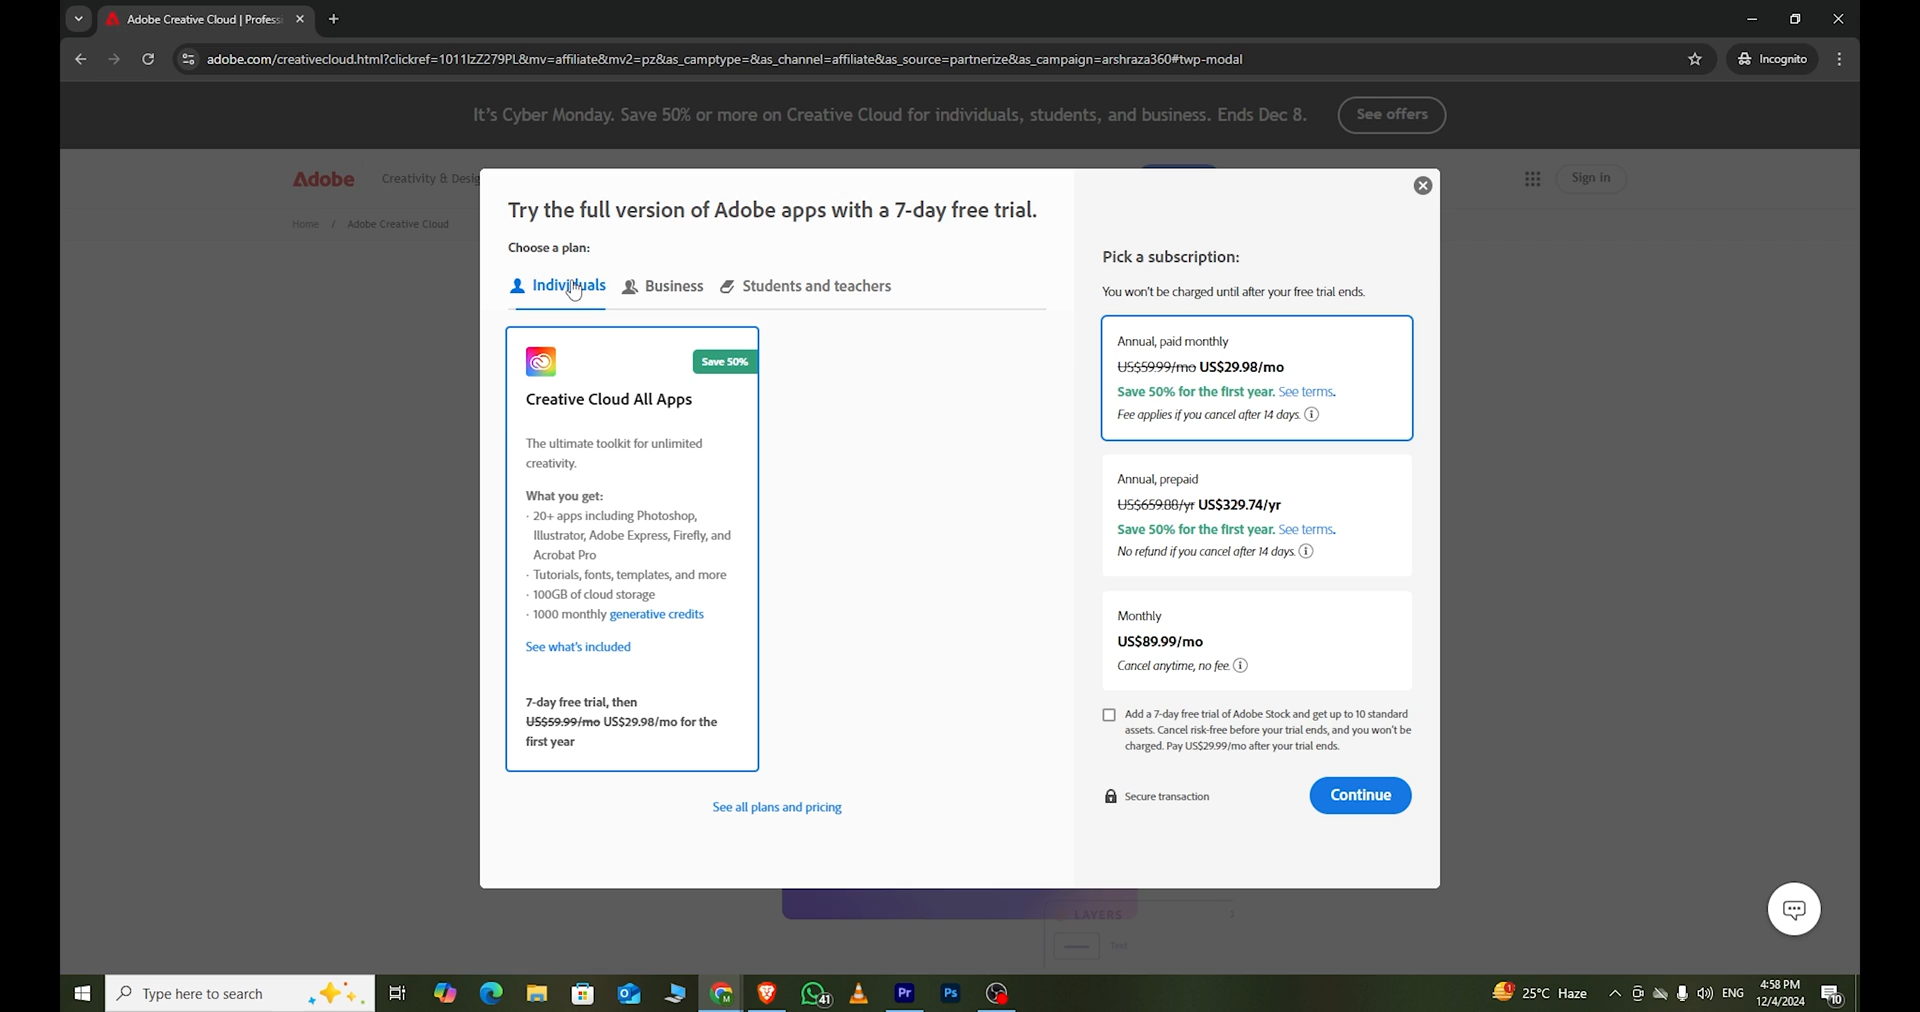 Adobe Creative Cloud | Profess
adobe.com/creativecloud.html?clickref=1011lzZ279PL&mv=affiliate&mv2=pz&as_camptype=&as_channel=affiliate&as_source=partnerize&as_campaign=arshraza360#twp-modal
Incognito
It's Cyber Monday. Save 50% or more on Creative Cloud for individuals, students, and business. Ends Dec 8.
See offers
Adobe
Creativity & Desig
Sign in
Home / Adobe Creative Cloud
Try the full version of Adobe apps with a 7-day free trial.
Choose a plan:
Individuals
Business
Students and teachers
Save 50%
Creative Cloud All Apps
The ultimate toolkit for unlimited
creativity.
What you get:
· 20+ apps including Photoshop,
Illustrator, Adobe Express, Firefly, and
Acrobat Pro
· Tutorials, fonts, templates, and more
· 100GB of cloud storage
· 1000 monthly generative credits
See what's included
7-day free trial, then
US$59.99/mo US$29.98/mo for the
first year
See all plans and pricing
Pick a subscription:
You won't be charged until after your free trial ends.
Annual, paid monthly
US$59.99/mo US$29.98/mo
Save 50% for the first year. See terms.
Fee applies if you cancel after 14 days.
Annual, prepaid
US$659.88/yr US$329.74/yr
Save 50% for the first year. See terms.
No refund if you cancel after 14 days.
Monthly
US$89.99/mo
Cancel anytime, no fee.
Add a 7-day free trial of Adobe Stock and get up to 10 standard
assets. Cancel risk-free before your trial ends, and you won't be
charged. Pay US$29.99/mo after your trial ends.
Secure transaction
Continue
LAYERS
Text
Type here to search
41
Pr
Ps
25°C Haze
ENG
4:58 PM
12/4/2024
10